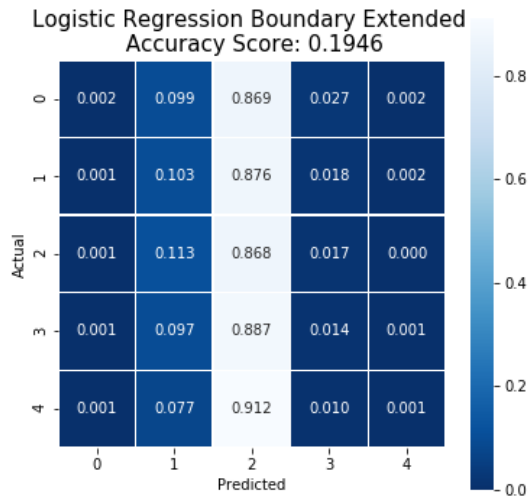 Logistic Regression Boundary Extended
Accuracy Score: 0.1946
0 0.002 0.099 0.869 0.027 0.002
1 0.001 0.103 0.876 0.018 0.002
2 0.001 0.113 0.868 0.017 0.000
3 0.001 0.097 0.887 0.014 0.001
4 0.001 0.077 0.912 0.010 0.001
Actual
0 1 2 3 4
Predicted
0.8
0.6
0.4
0.2
0.0